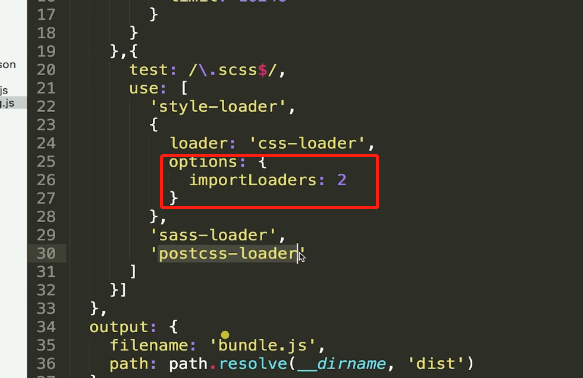 17 }
18 }
19 },{
20 test: /\.scss$/,
21 use: [
22 'style-loader',
23 {
24 loader: 'css-loader',
25 options: {
26 importLoaders: 2
27 }
28 },
29 'sass-loader',
30 'postcss-loader'
31 ]
32 }]
33 },
34 output: {
35 filename: 'bundle.js',
36 path: path.resolve(__dirname, 'dist')
son
js
g.js